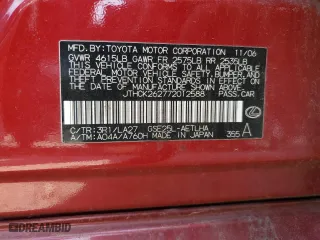 MFD. BY: TOYOTA MOTOR CORPORATION 11/06
GVWR 4615LB GAWR FR 2575LB RR 2535LB
THIS VEHICLE CONFORMS TO ALL APPLICABLE
FEDERAL MOTOR VEHICLE SAFETY, BUMPER, AND
THEFT PREVENTION STANDARDS IN EFFECT ON
THE DATE OF MANUFACTURE SHOWN ABOVE.
JTHCK262772012588 PASS. CAR
C/TR: 3R1/LA27 GSE25L-AETLHA
A/TM: A04A/A760H MADE IN JAPAN 355 A